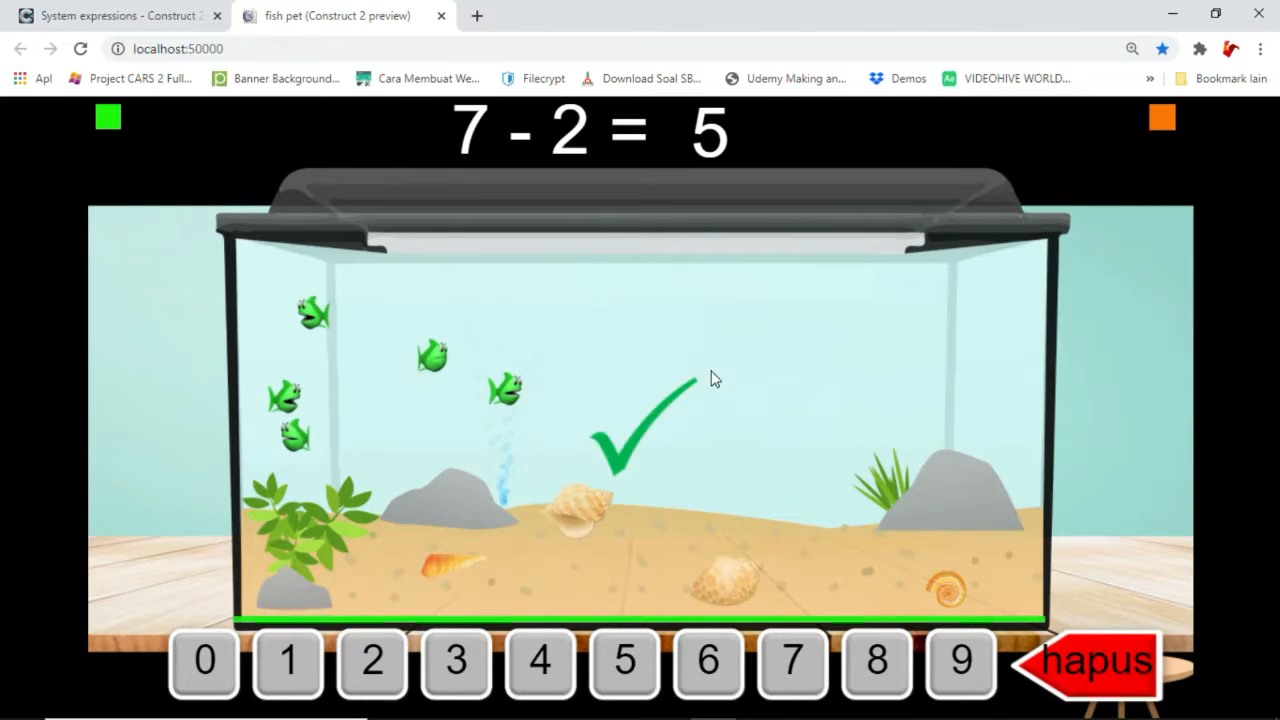 System expressions - Construct 2
fish pet (Construct 2 preview)
localhost:50000
Apl
Project CARS 2 Full...
Banner Background...
Cara Membuat We...
Filecrypt
Download Soal SB...
Udemy Making an...
Demos
Ae
VIDEOHIVE WORLD...
»
Bookmark lain
7 - 2 = 5
0 1 2 3 4 5 6 7 8 9 hapus